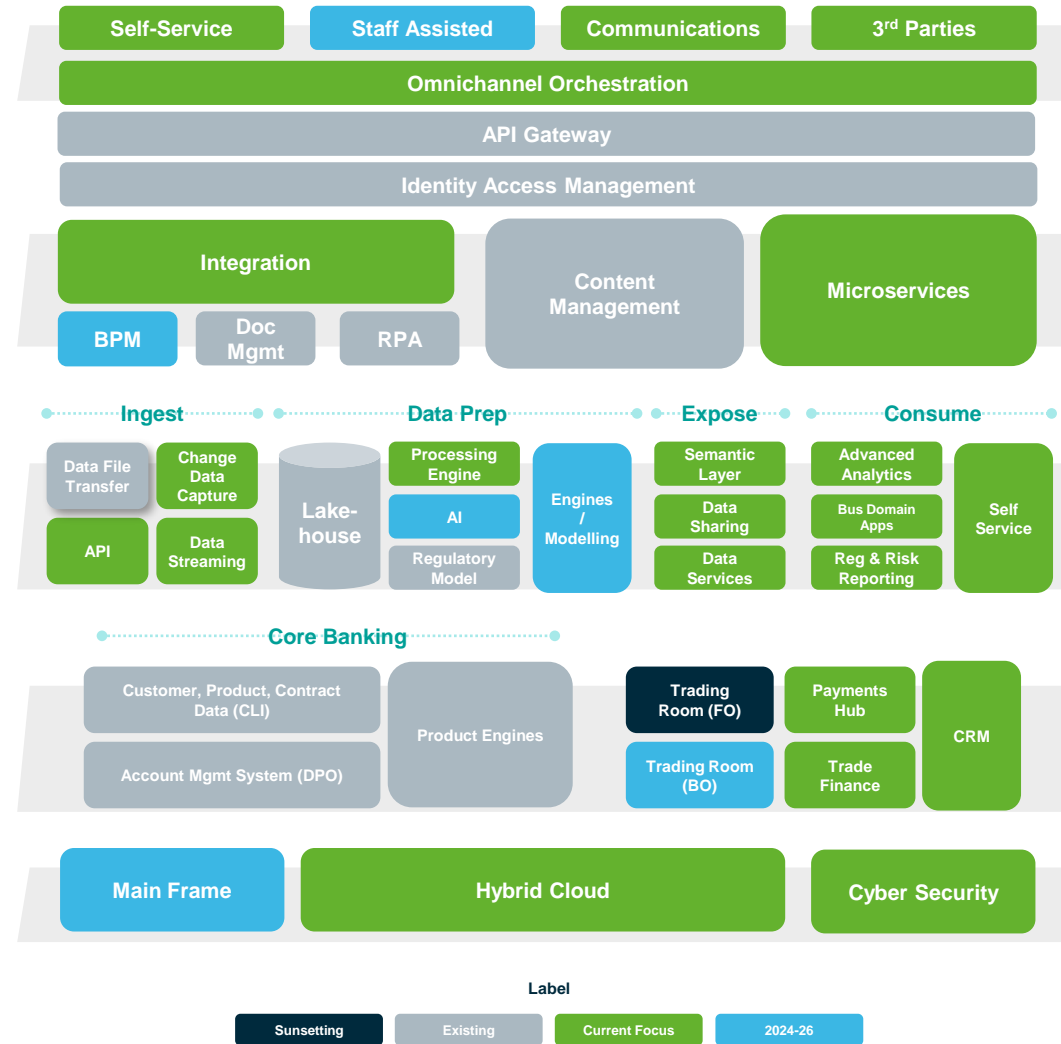 Self-Service
Staff Assisted
Communications
3rd Parties
Omnichannel Orchestration
API Gateway
Identity Access Management
Integration
Content
Management
Microservices
BPM
Doc
Mgmt
RPA
Ingest
Data Prep
Expose
Consume
Data File
Transfer
Change
Data
Capture
API
Data
Streaming
Lake-
house
Processing
Engine
AI
Regulatory
Model
Engines
/
Modelling
Semantic
Layer
Data
Sharing
Data
Services
Advanced
Analytics
Bus Domain
Apps
Reg & Risk
Reporting
Self
Service
Core Banking
Customer, Product, Contract
Data (CLI)
Account Mgmt System (DPO)
Product Engines
Trading
Room (FO)
Trading Room
(BO)
Payments
Hub
Trade
Finance
CRM
Main Frame
Hybrid Cloud
Cyber Security
Label
Sunsetting
Existing
Current Focus
2024-26